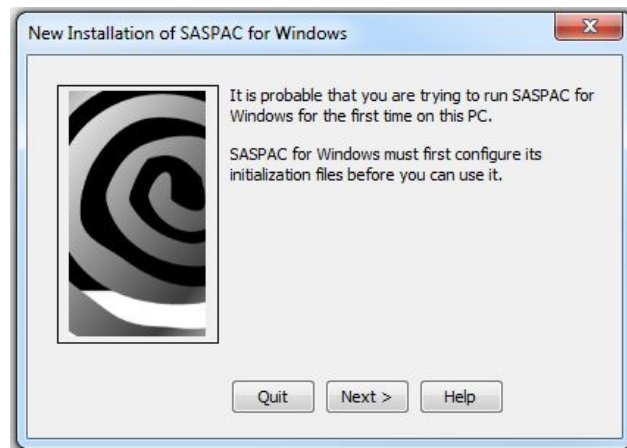 New Installation of SASPAC for Windows
It is probable that you are trying to run SASPAC for
Windows for the first time on this PC.
SASPAC for Windows must first configure its
initialization files before you can use it.
Quit
Next >
Help